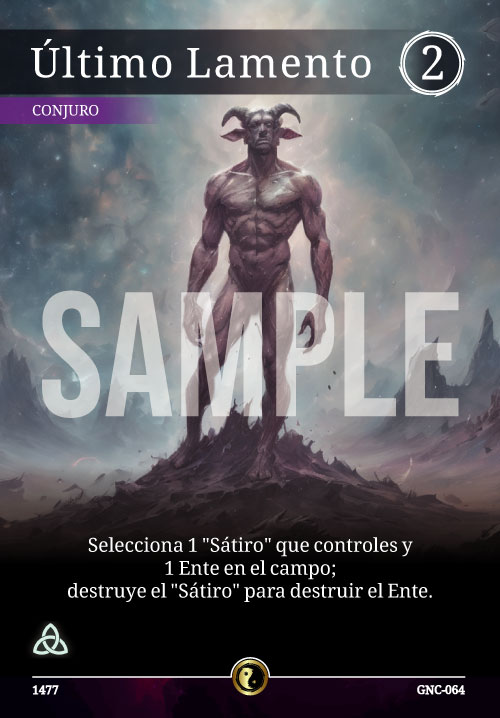 Último Lamento 2
CONJURO
SAMPLE
Selecciona 1 "Sátiro" que controles y
1 Ente en el campo;
destruye el "Sátiro" para destruir el Ente.
1477 GNC-064